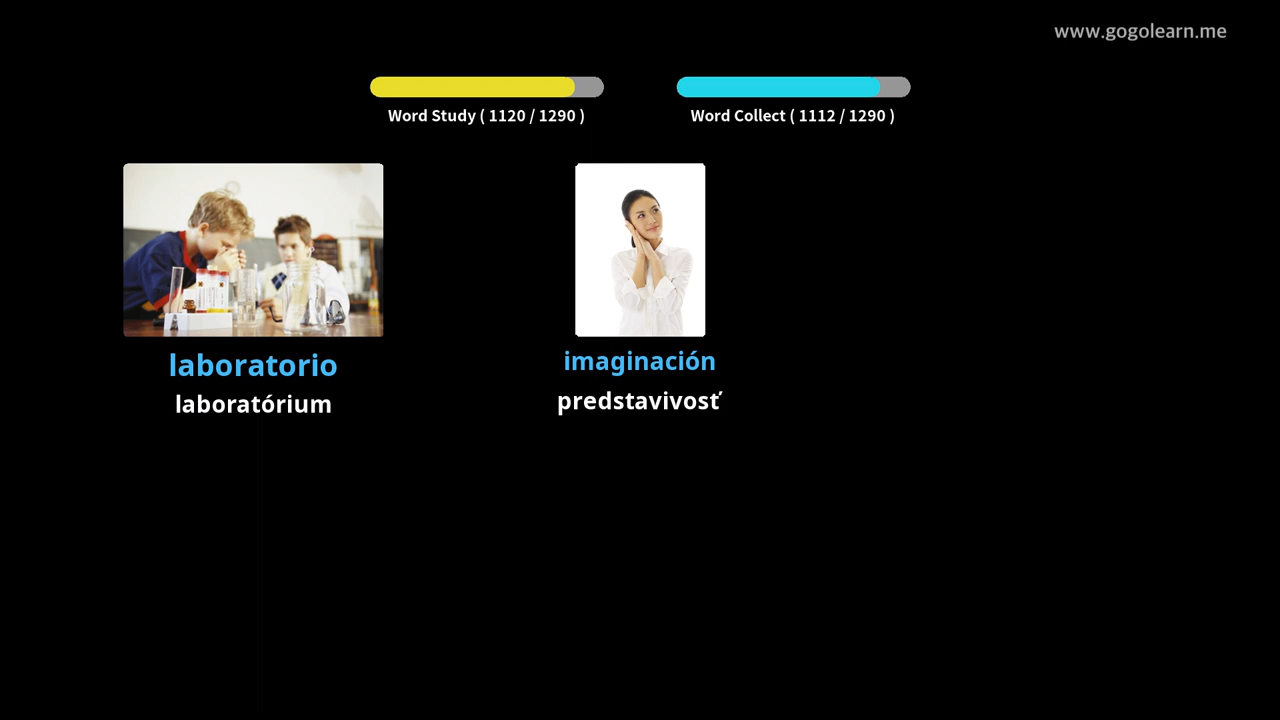 www.gogolearn.me
Word Study ( 1120 / 1290 )
Word Collect ( 1112 / 1290 )
laboratorio
laboratórium
imaginación
predstavivosť